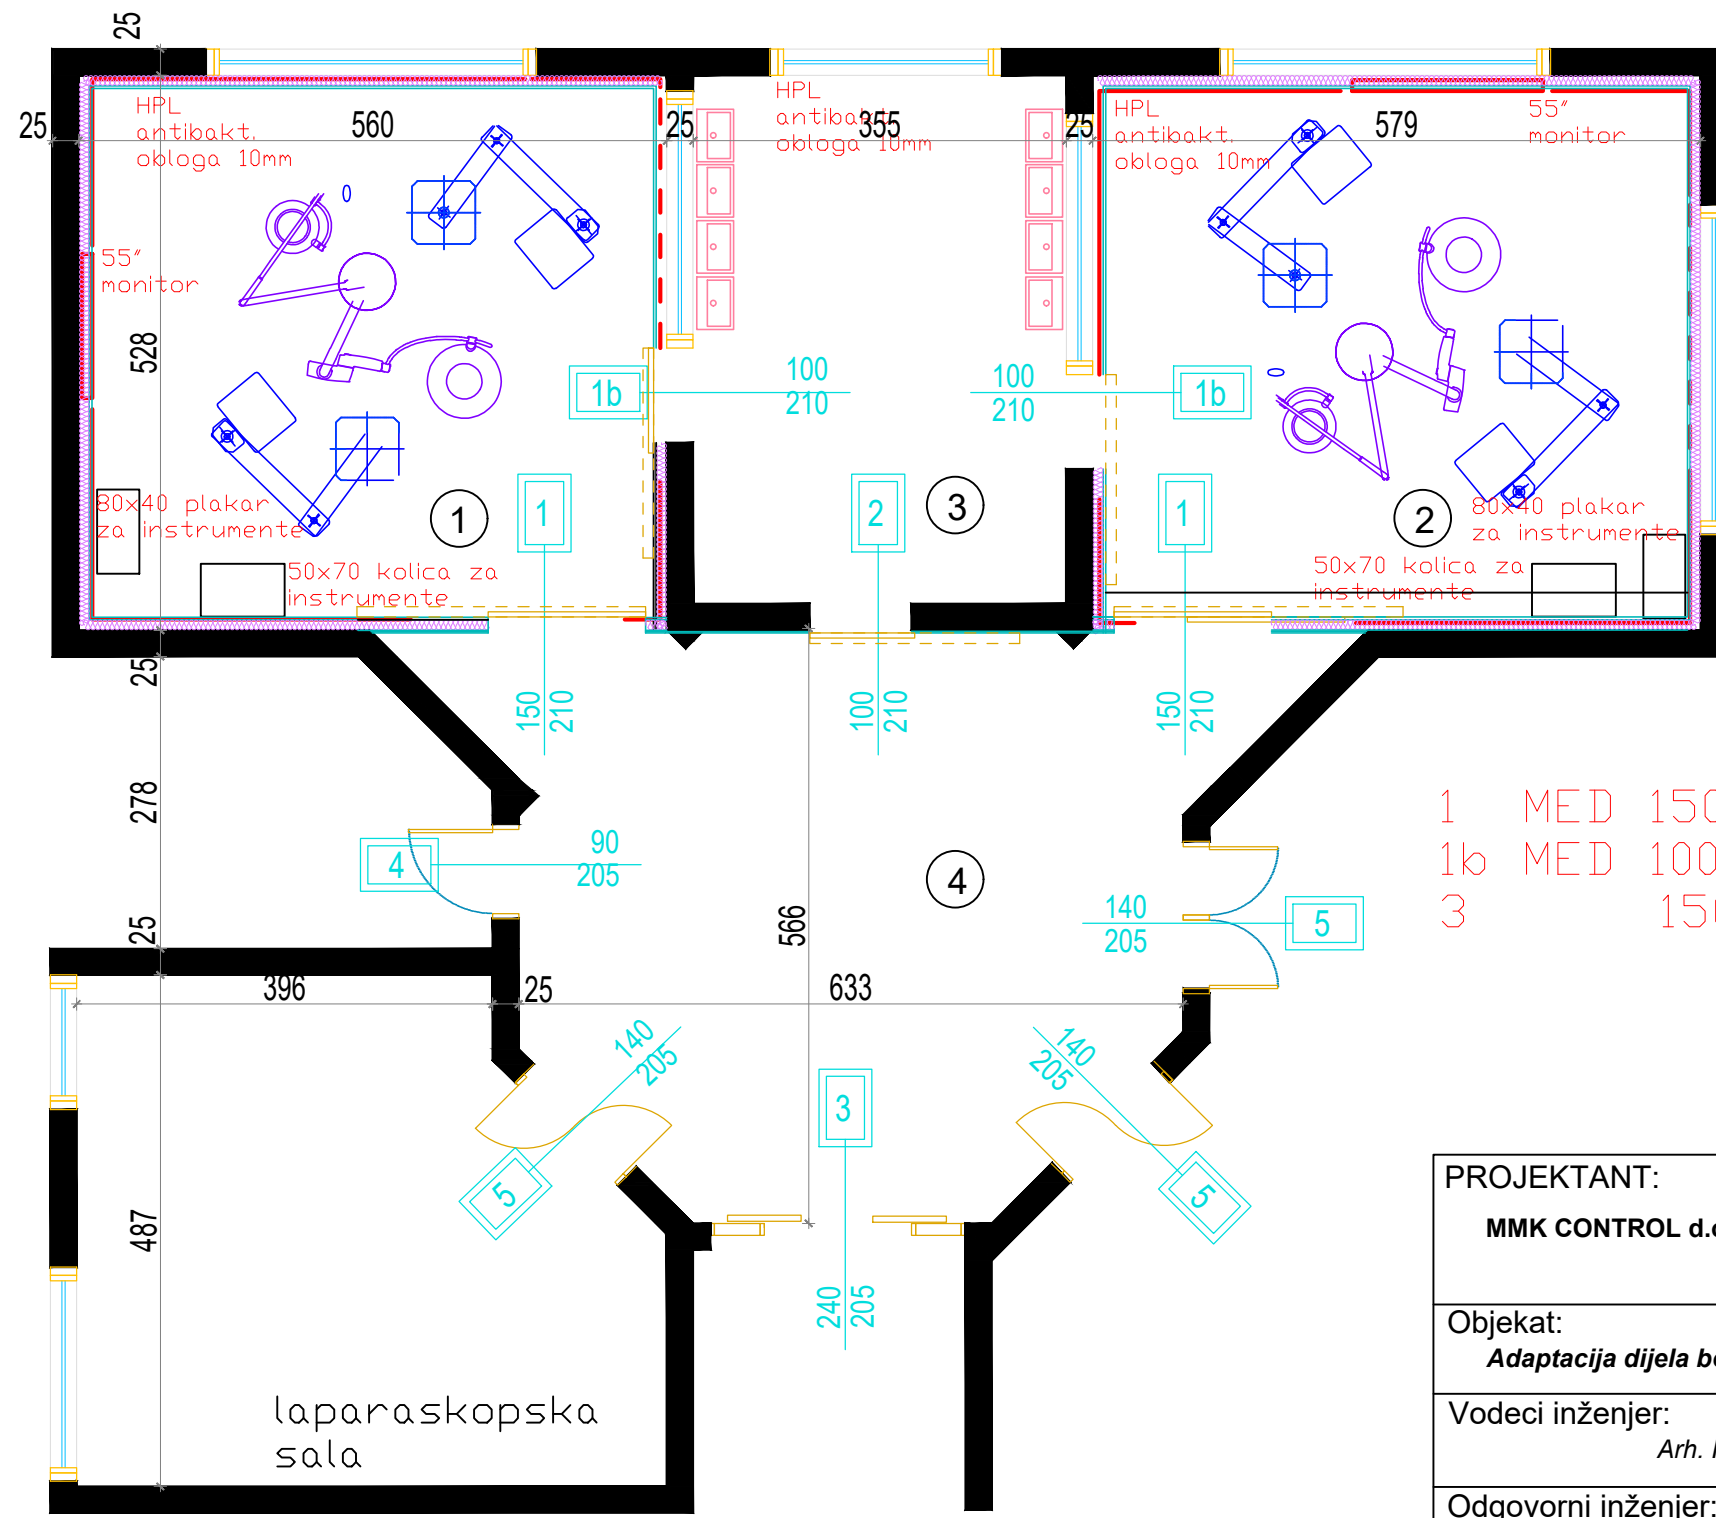 25
HPL
antibakt.
obloga 10mm
25
560
25
HPL
antibakt.
obloga 10mm
355
25
HPL
antibakt.
obloga 10mm
579
55"
monitor
55"
monitor
528
1b
100
210
100
210
1b
80x40 plakar
za instrumente
1
1
2
3
1
2
80x40 plakar
za instrumente
50x70 kolica za
instrumente
50x70 kolica za
instrumente
25
150
210
100
210
150
210
278
1 MED 150
1b MED 100
3 150
4
90
205
4
25
566
140
205
5
396
25
633
140
205
140
205
3
5
5
487
240
205
PROJEKTANT:
MMK CONTROL d.
Objekat:
Adaptacija dijela b
Vodeci inženjer:
Arh.
Odgovorni inženjer:
laparaskopska
sala